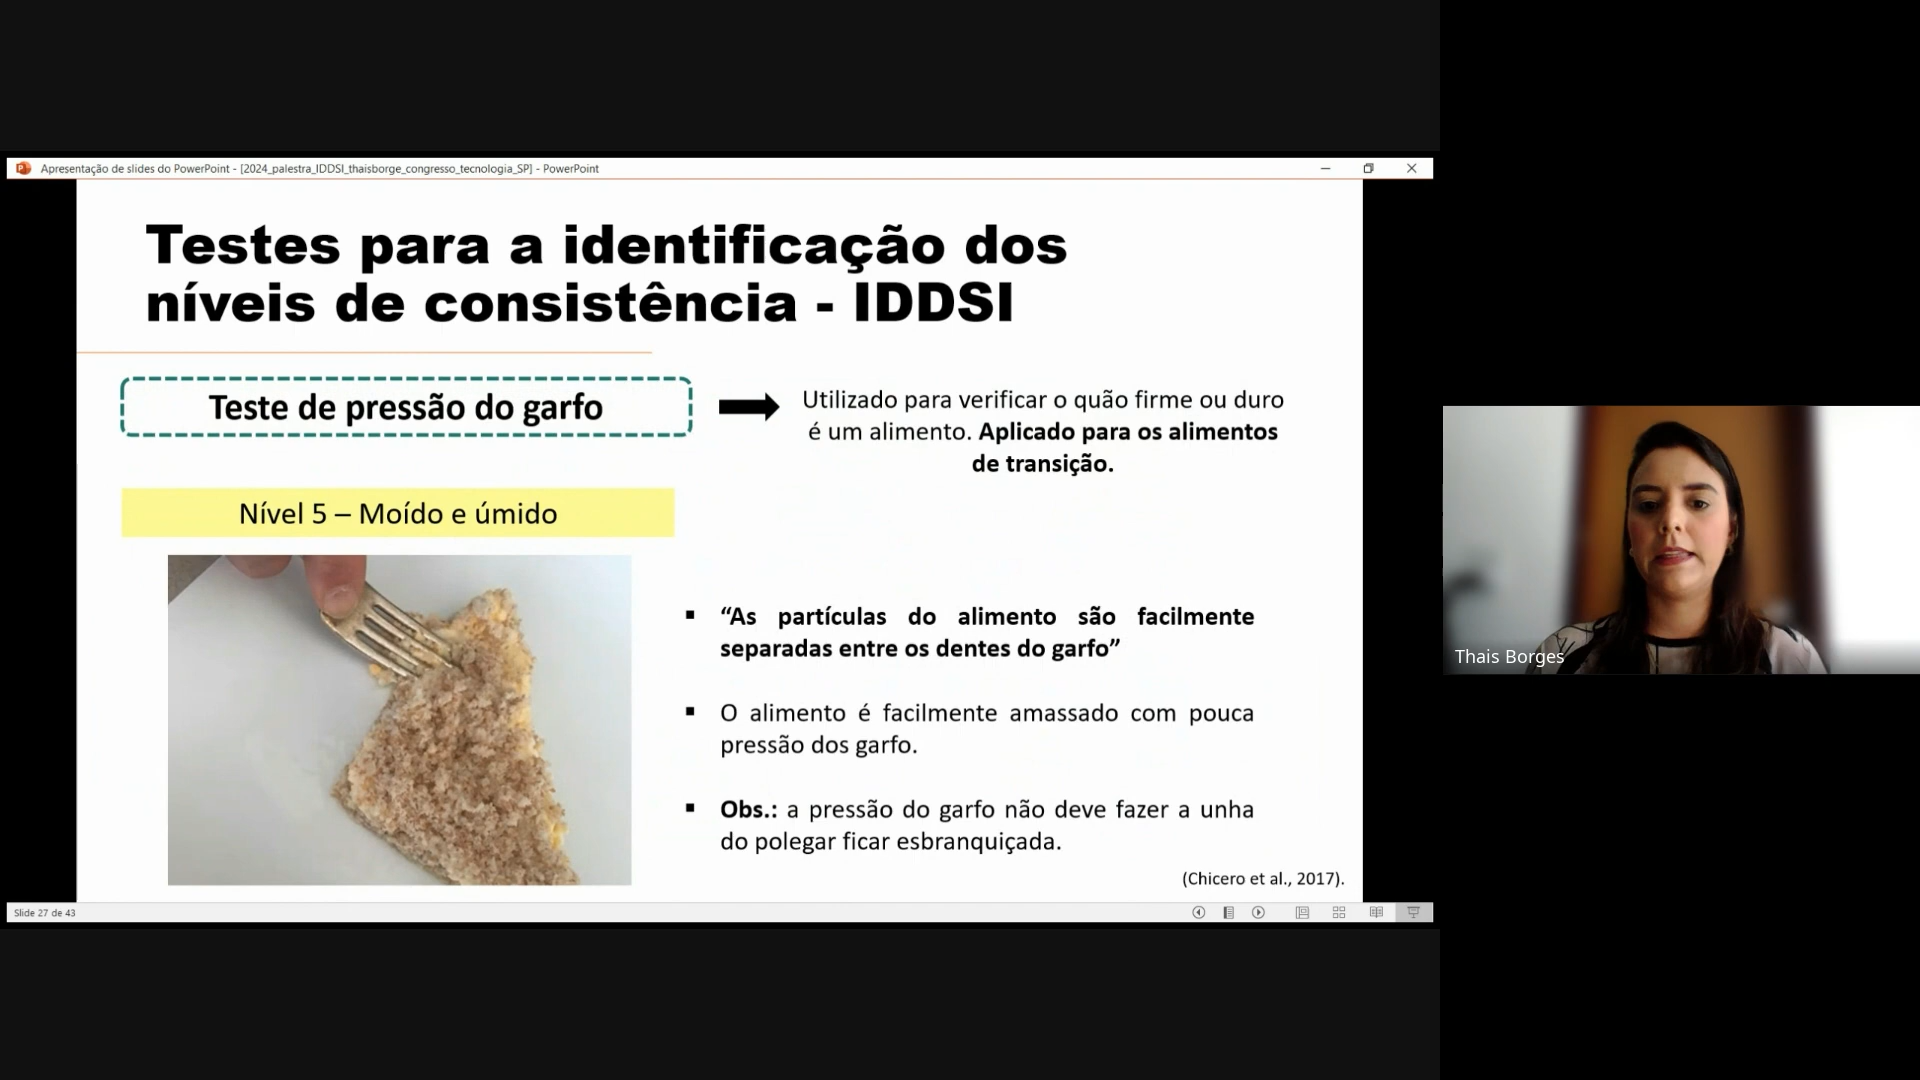 Apresentação de slides do PowerPoint - [2024_palestra_IDDSI_thaisborge_congresso_tecnologia_SP] - PowerPoint
Testes para a identificação dos
níveis de consistência - IDDSI
Teste de pressão do garfo
Utilizado para verificar o quão firme ou duro
é um alimento. Aplicado para os alimentos
de transição.
Nível 5 – Moído e úmido
▪ “As partículas do alimento são facilmente
separadas entre os dentes do garfo”
▪ O alimento é facilmente amassado com pouca
pressão dos garfo.
▪ Obs.: a pressão do garfo não deve fazer a unha
do polegar ficar esbranquiçada.
(Chicero et al., 2017).
Slide 27 de 43
Thais Borges